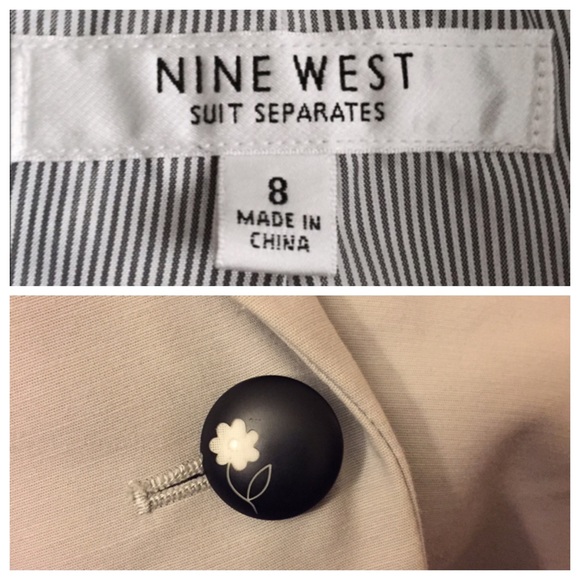 NINE WEST
SUIT SEPARATES
8
MADE IN
CHINA